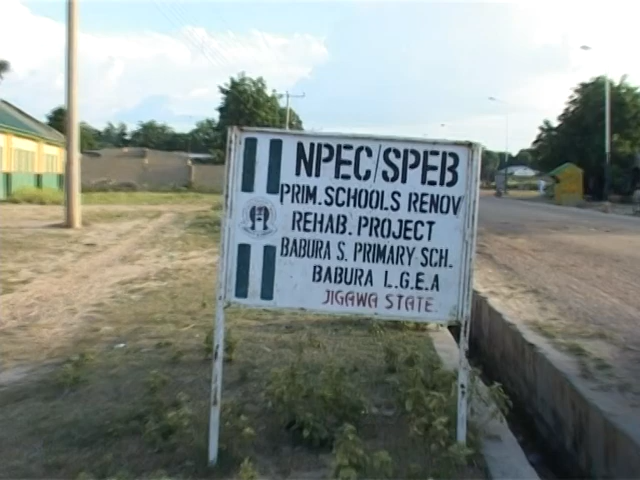 NPEC/SPEB
PRIM.SCHOOLS RENOV
REHAB. PROJECT
BABURA S. PRIMARY SCH.
BABURA L.G.E.A
JIGAWA STATE.